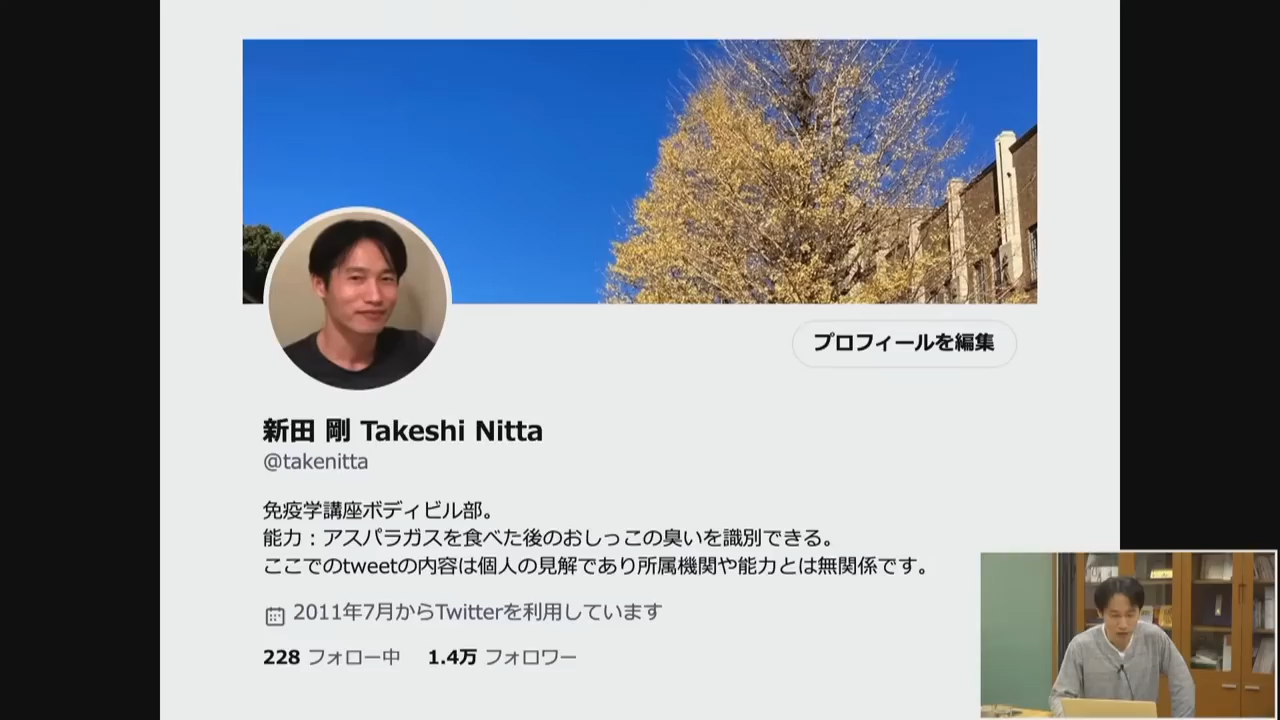 プロフィールを編集
新田 剛 Takeshi Nitta
@takenitta
免疫学講座ボディビル部。
能力：アスパラガスを食べた後のおしっこの臭いを識別できる。
ここでのtweetの内容は個人の見解であり所属機関や能力とは無関係です。
2011年7月からTwitterを利用しています
228 フォロー中 1.4万 フォロワー